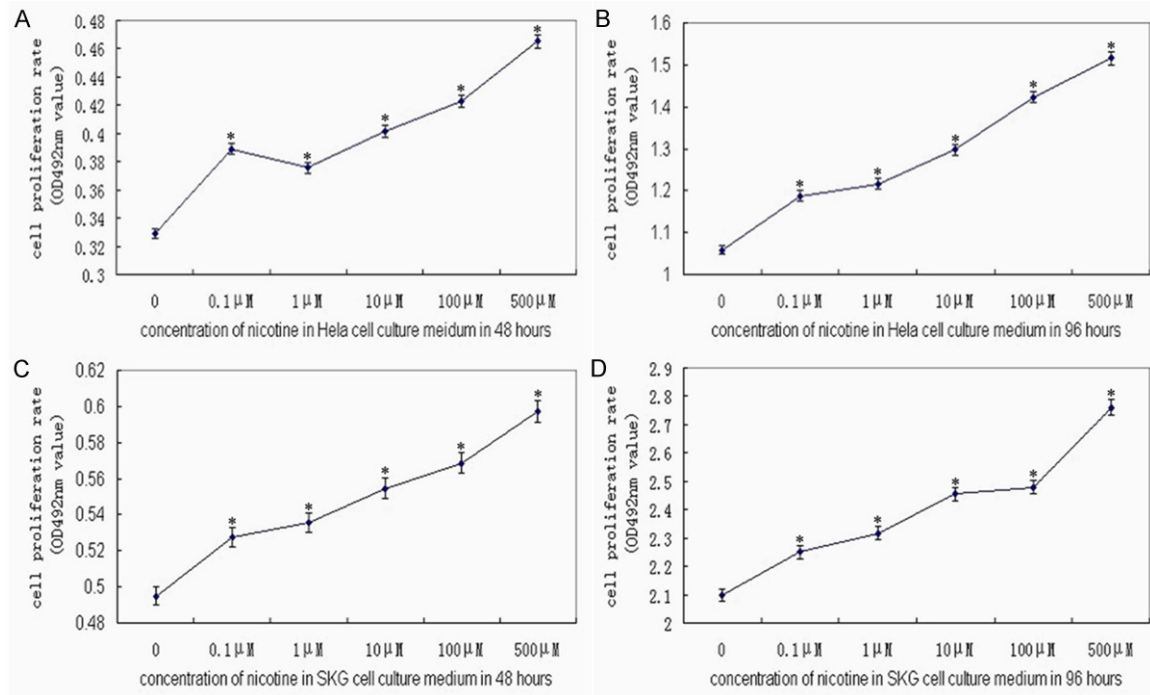 A
cell proliferation rate
(OD492nm value)
0.48
0.46
0.44
0.42
0.4
0.38
0.36
0.34
0.32
0.3
*
*
*
*
*
0
0.1μM
1μM
10μM
100μM
500μM
concentration of nicotine in Hela cell culture meidum in 48 hours
B
cell proliferation rate
(OD492nm value)
1.6
1.5
1.4
1.3
1.2
1.1
1
*
*
*
*
*
0
0.1μM
1μM
10μM
100μM
500μM
concentration of nicotine in Hela cell culture medium in 96 hours
C
cell proliferation rate
(OD492nm value)
0.62
0.6
0.58
0.56
0.54
0.52
0.5
0.48
*
*
*
*
*
0
0.1μM
1μM
10μM
100μM
500μM
concentration of nicotine in SKG cell culture medium in 48 hours
D
cell proliferation rate
(OD492nm value)
2.9
2.8
2.7
2.6
2.5
2.4
2.3
2.2
2.1
2
*
*
*
*
*
0
0.1μM
1μM
10μM
100μM
500μM
concentration of nicotine in SKG cell culture medium in 96 hours